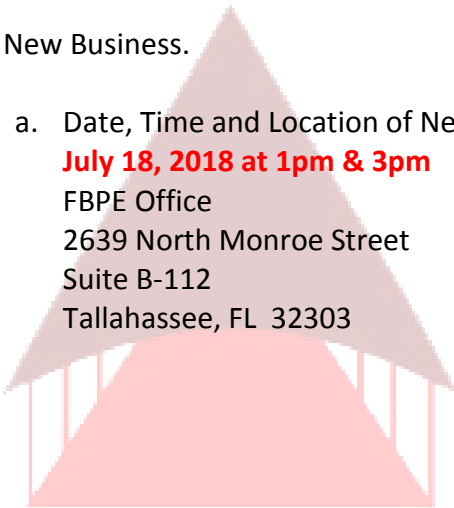 New Business.
a. Date, Time and Location of Ne
July 18, 2018 at 1pm & 3pm
FBPE Office
2639 North Monroe Street
Suite B-112
Tallahassee, FL 32303